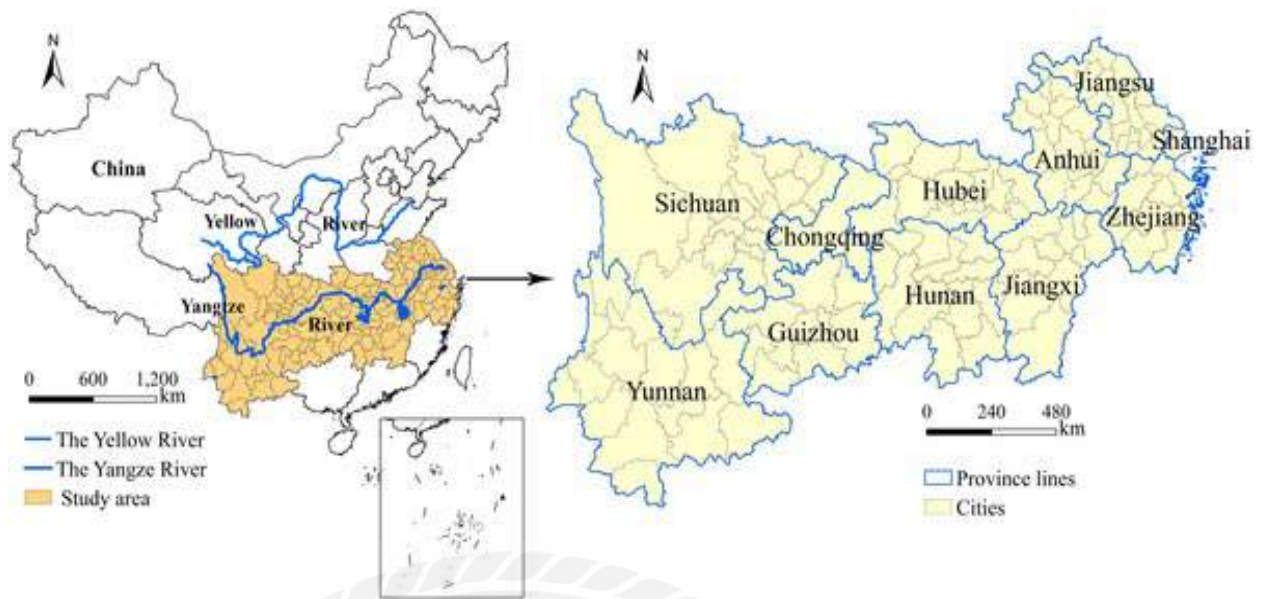 N
China
Yellow
River
Yangtze
River
0 600 1,200
km
The Yellow River
The Yangze River
Study area
N
Jiangsu
Shanghai
Anhui
Hubei
Sichuan
Zhejiang
Chongqing
Hunan
Jiangxi
Guizhou
Yunnan
0 240 480
km
Province lines
Cities